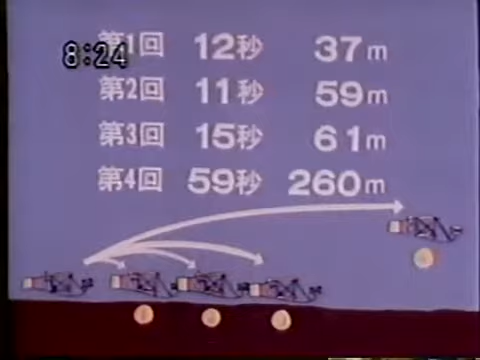 8:24
第1回 12秒 37m
第2回 11秒 59m
第3回 15秒 61m
第4回 59秒 260m